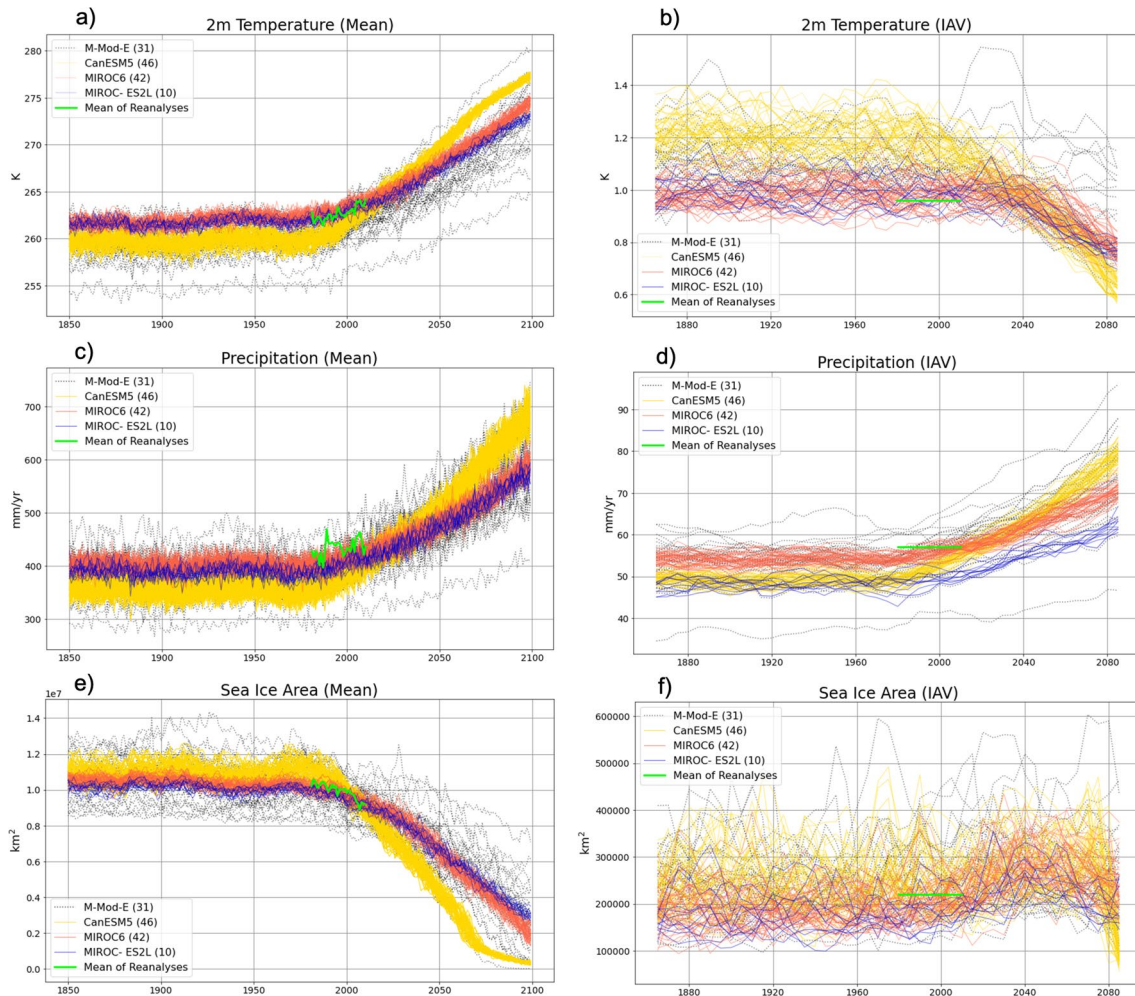 a)
2m Temperature (Mean)
M-Mod-E (31)
CanESM5 (46)
MIROC6 (42)
MIROC- ES2L (10)
Mean of Reanalyses
280
275
270
265
260
255
K
1850 1900 1950 2000 2050 2100
b)
2m Temperature (IAV)
1.4
1.2
1.0
0.8
0.6
K
M-Mod-E (31)
CanESM5 (46)
MIROC6 (42)
MIROC- ES2L (10)
Mean of Reanalyses
1880 1920 1960 2000 2040 2080
c)
Precipitation (Mean)
M-Mod-E (31)
CanESM5 (46)
MIROC6 (42)
MIROC- ES2L (10)
Mean of Reanalyses
700
600
500
400
300
mm/yr
1850 1900 1950 2000 2050 2100
d)
Precipitation (IAV)
M-Mod-E (31)
CanESM5 (46)
MIROC6 (42)
MIROC- ES2L (10)
Mean of Reanalyses
90
80
70
60
50
40
mm/yr
1880 1920 1960 2000 2040 2080
e)
Sea Ice Area (Mean)
1e7
1.4
1.2
1.0
0.8
0.6
0.4
0.2
0.0
km²
M-Mod-E (31)
CanESM5 (46)
MIROC6 (42)
MIROC- ES2L (10)
Mean of Reanalyses
1850 1900 1950 2000 2050 2100
f)
Sea Ice Area (IAV)
M-Mod-E (31)
CanESM5 (46)
MIROC6 (42)
MIROC- ES2L (10)
Mean of Reanalyses
600000
500000
400000
300000
200000
100000
km²
1880 1920 1960 2000 2040 2080